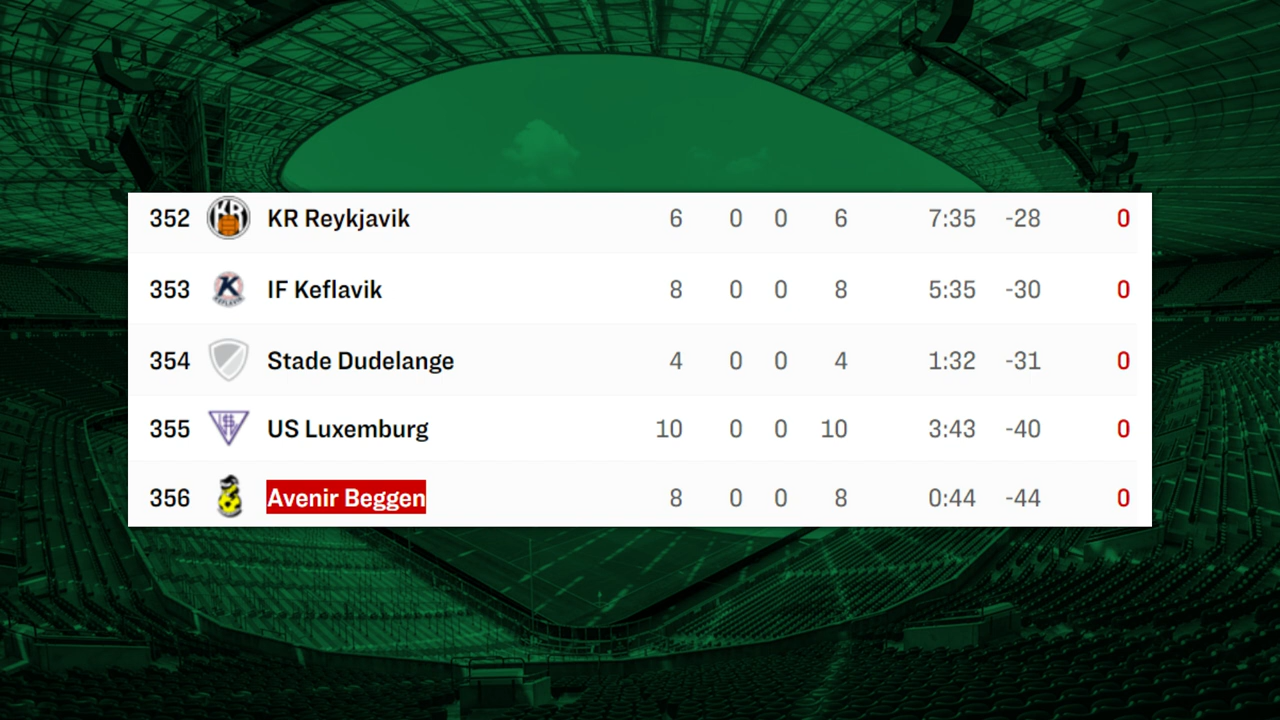 352 KR KR Reykjavik 6 0 0 6 7:35 -28 0
353 K KEFLAVIK IF Keflavik 8 0 0 8 5:35 -30 0
354 Stade Dudelange 4 0 0 4 1:32 -31 0
355 US Luxemburg 10 0 0 10 3:43 -40 0
356 Avenir Beggen 8 0 0 8 0:44 -44 0